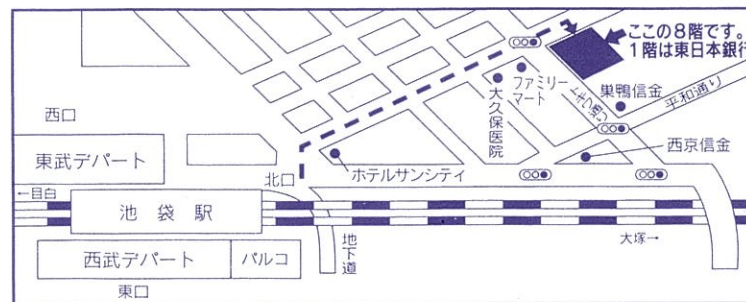 ここの8階です。
1階は東日本銀行
ファミリー
マート
大久保医院
巣鴨信金
平和通り
西口
東武デパート
西京信金
ホテルサンシティ
北口
←目白
池袋駅
大塚→
地下道
西武デパート
パルコ
東口